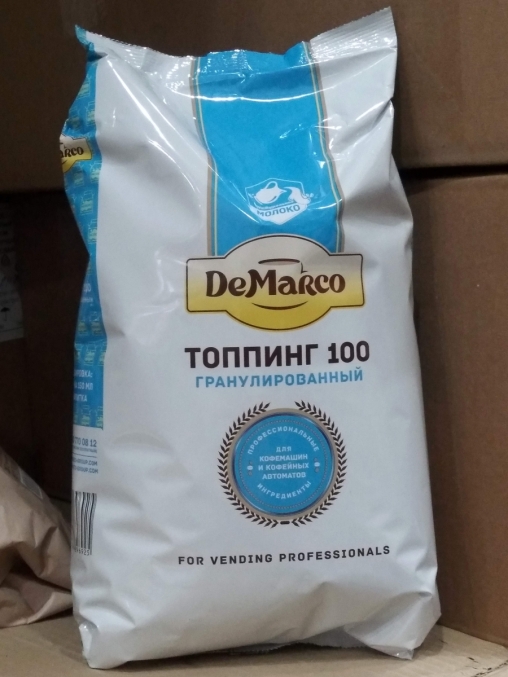 МОЛОКО
DeMarco
ТОППИНГ 100
ГРАНУЛИРОВАННЫЙ
ПРОФЕССИОНАЛЬНЫЕ
ДЛЯ
КОФЕМАШИН
И КОФЕЙНЫХ
АВТОМАТОВ
ИНГРЕДИЕНТЫ
FOR VENDING PROFESSIONALS